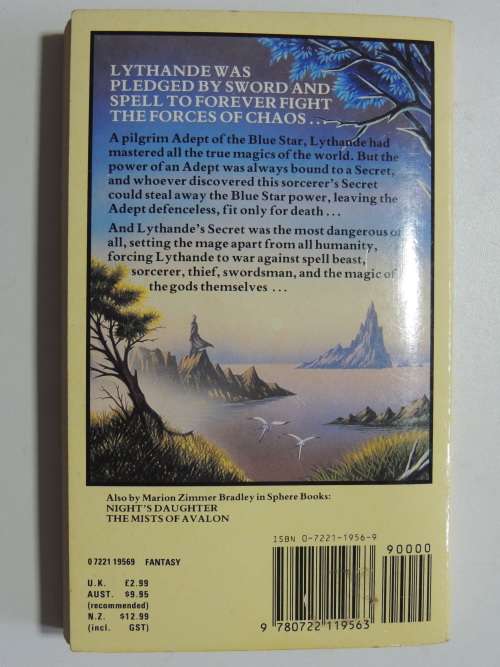 LYTHANDE WAS
PLEDGED BY SWORD AND
SPELL TO FOREVER FIGHT
THE FORCES OF CHAOS ...
A pilgrim Adept of the Blue Star, Lythande had
mastered all the true magics of the world. But the
power of an Adept was always bound to a Secret,
and whoever discovered this sorcerer's Secret
could steal away the Blue Star power, leaving the
Adept defenceless, fit only for death ...
And Lythande's Secret was the most dangerous of
all, setting the mage apart from all humanity,
forcing Lythande to war against spell beast,
sorcerer, thief, swordsman, and the magic of
the gods themselves ...
Also by Marion Zimmer Bradley in Sphere Books:
NIGHT'S DAUGHTER
THE MISTS OF AVALON
ISBN 0-7221-1956-9
90000
0 7221 19569 FANTASY
U.K. £2.99
AUST. $9.95
(recommended)
N.Z. $12.99
(incl. GST)
9 780722 119563